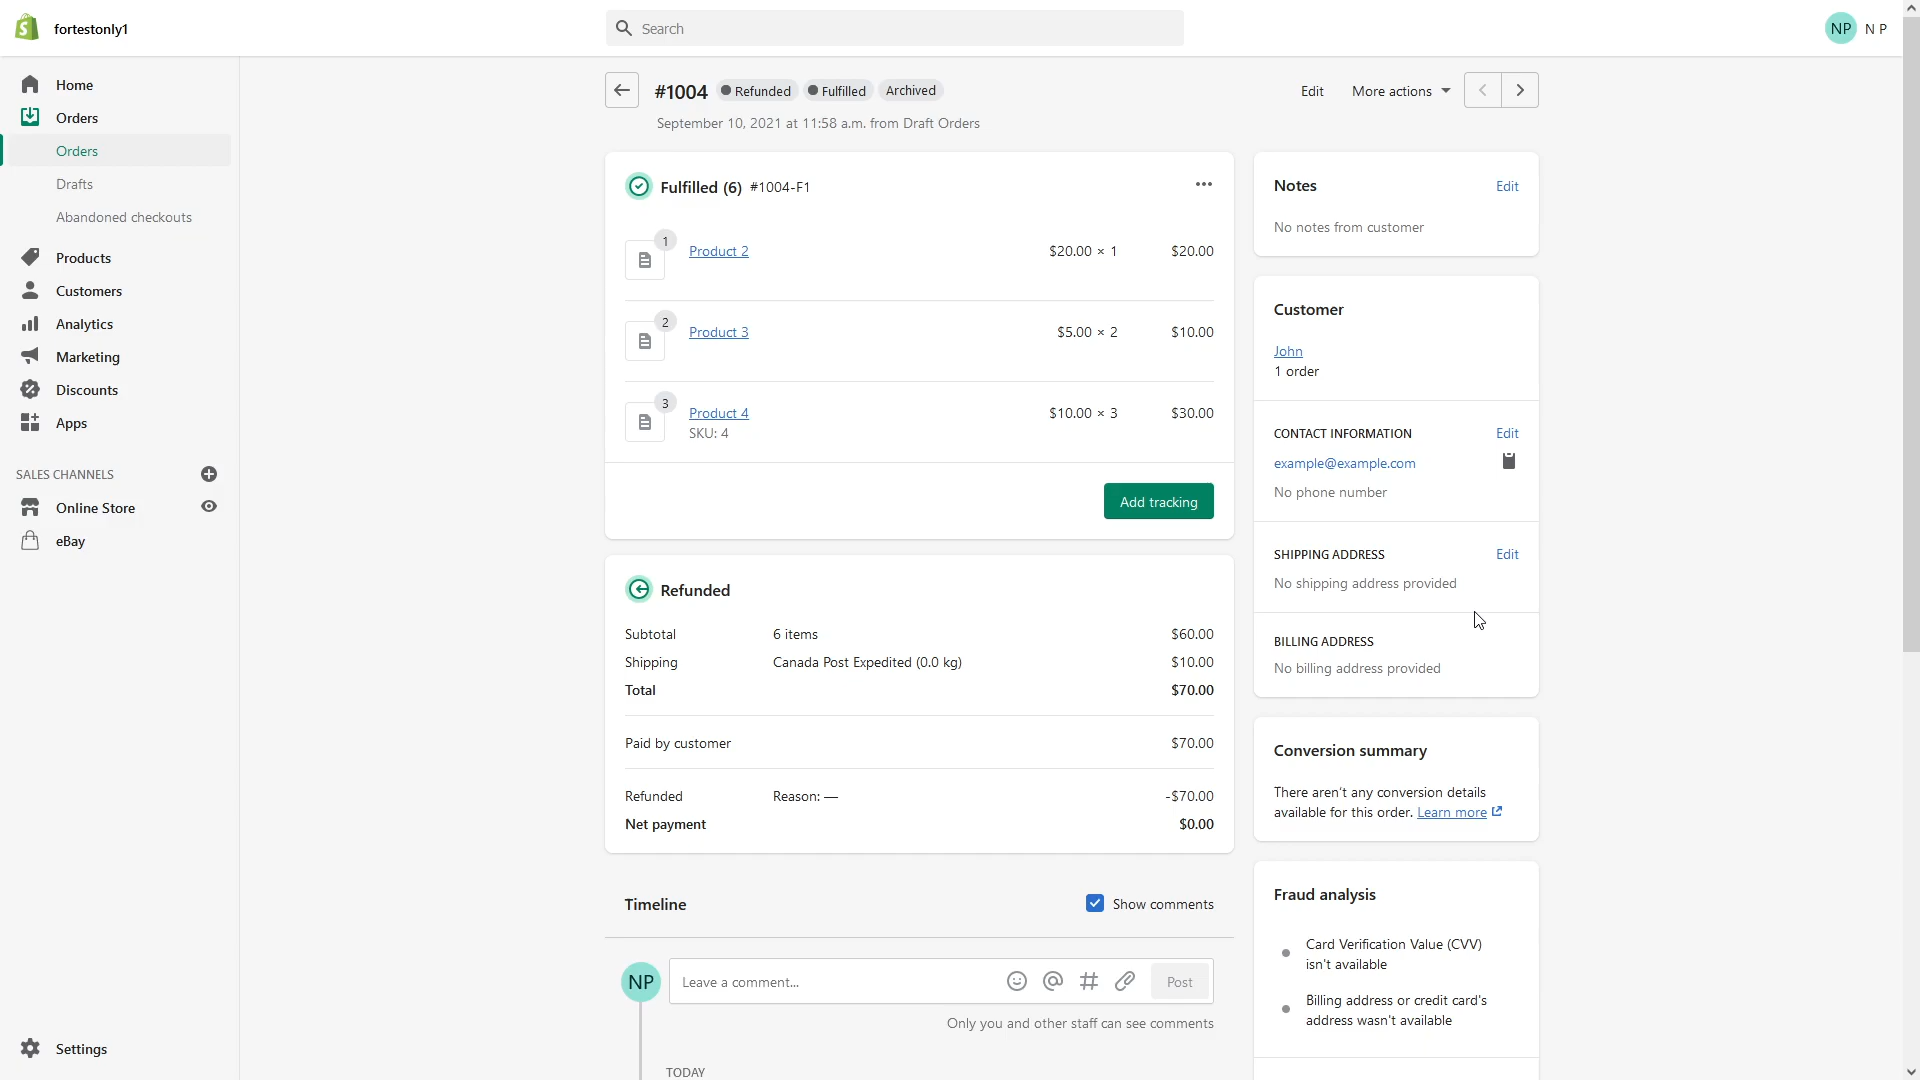 fortestonly1
Search
NP N P
Home
Orders
Orders
Drafts
Abandoned checkouts
Products
Customers
Analytics
Marketing
Discounts
Apps
SALES CHANNELS
Online Store
eBay
Settings
#1004 Refunded Fulfilled Archived
September 10, 2021 at 11:58 a.m. from Draft Orders
Edit More actions
Fulfilled (6) #1004-F1
1 Product 2 $20.00 × 1 $20.00
2 Product 3 $5.00 × 2 $10.00
3 Product 4 $10.00 × 3 $30.00
SKU: 4
Add tracking
Refunded
Subtotal 6 items $60.00
Shipping Canada Post Expedited (0.0 kg) $10.00
Total $70.00
Paid by customer $70.00
Refunded Reason: — -$70.00
Net payment $0.00
Timeline Show comments
NP Leave a comment... Post
Only you and other staff can see comments
TODAY
Notes Edit
No notes from customer
Customer
John
1 order
CONTACT INFORMATION Edit
example@example.com
No phone number
SHIPPING ADDRESS Edit
No shipping address provided
BILLING ADDRESS
No billing address provided
Conversion summary
There aren't any conversion details
available for this order. Learn more
Fraud analysis
Card Verification Value (CVV)
isn't available
Billing address or credit card's
address wasn't available